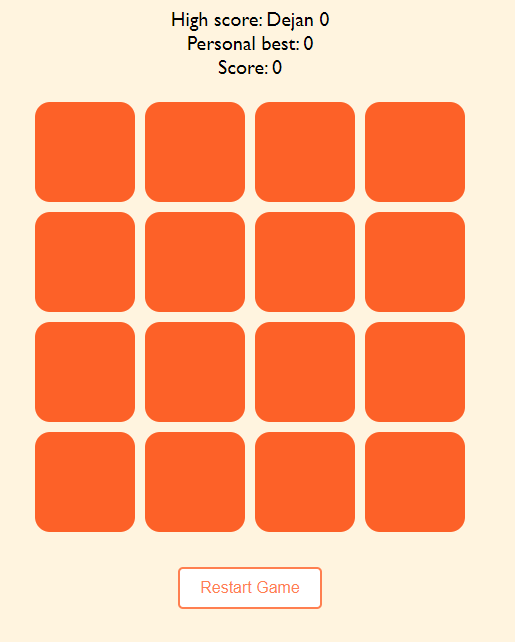 High score: Dejan 0
Personal best: 0
Score: 0
Restart Game